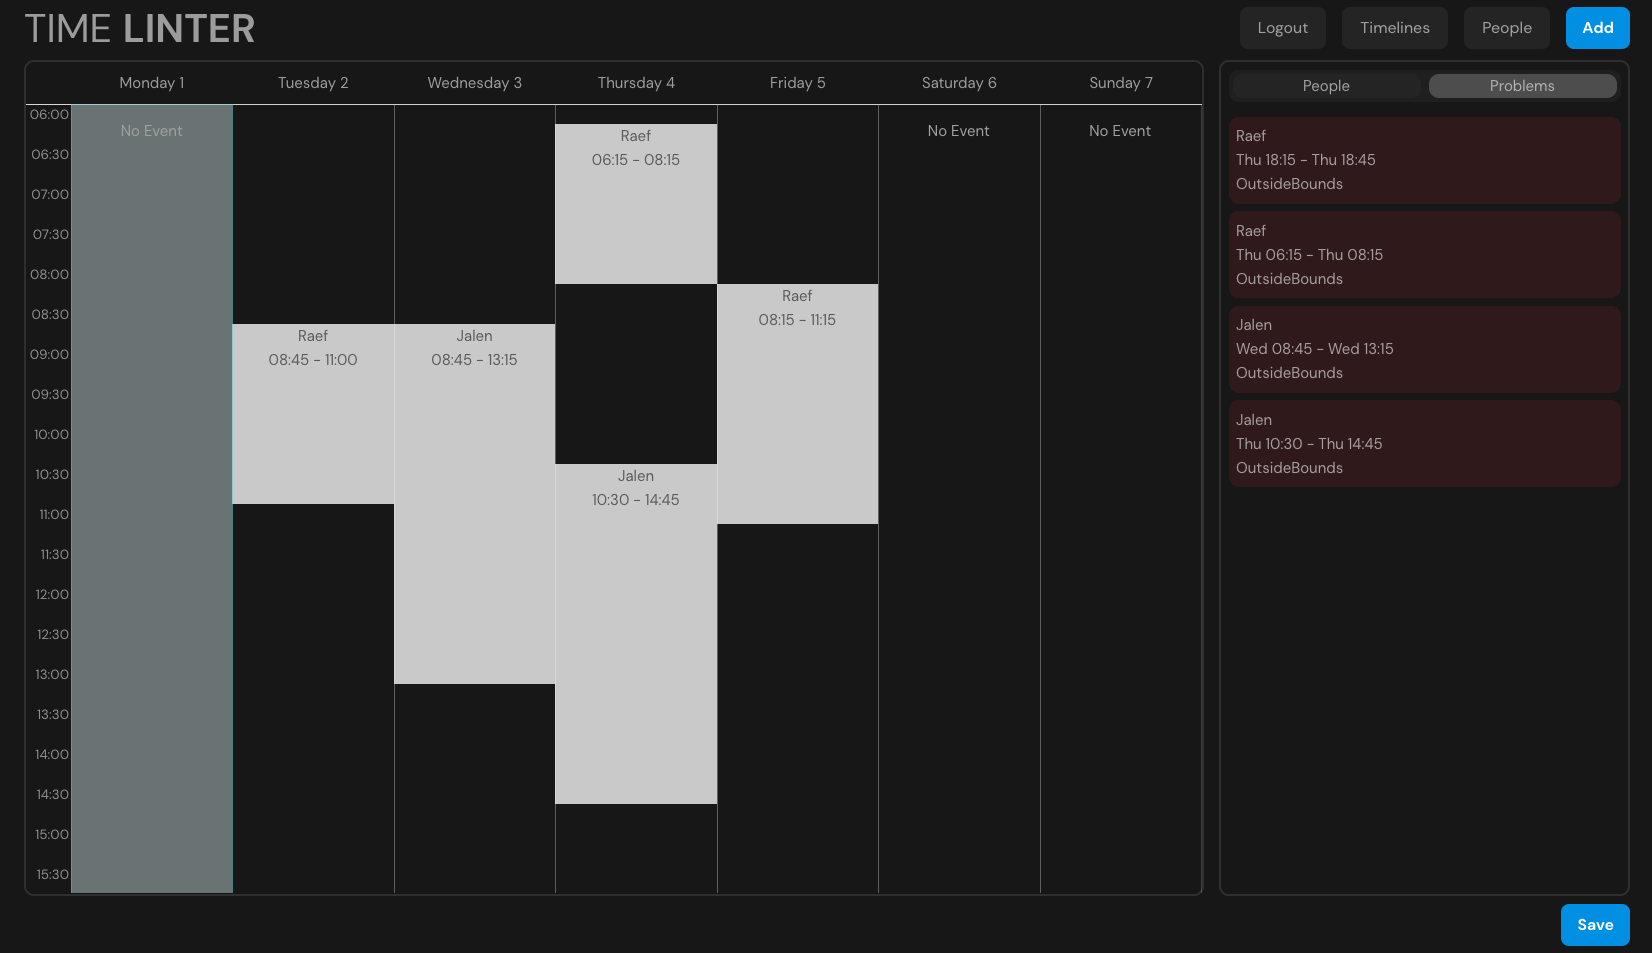 TIME LINTER
Logout
Timelines
People
Add
Monday 1
Tuesday 2
Wednesday 3
Thursday 4
Friday 5
Saturday 6
Sunday 7
06:00
06:30
07:00
07:30
08:00
08:30
09:00
09:30
10:00
10:30
11:00
11:30
12:00
12:30
13:00
13:30
14:00
14:30
15:00
15:30
No Event
Raef
08:45 - 11:00
Jalen
08:45 - 13:15
Raef
06:15 - 08:15
Jalen
10:30 - 14:45
Raef
08:15 - 11:15
No Event
No Event
People
Problems
Raef
Thu 18:15 - Thu 18:45
OutsideBounds
Raef
Thu 06:15 - Thu 08:15
OutsideBounds
Jalen
Wed 08:45 - Wed 13:15
OutsideBounds
Jalen
Thu 10:30 - Thu 14:45
OutsideBounds
Save